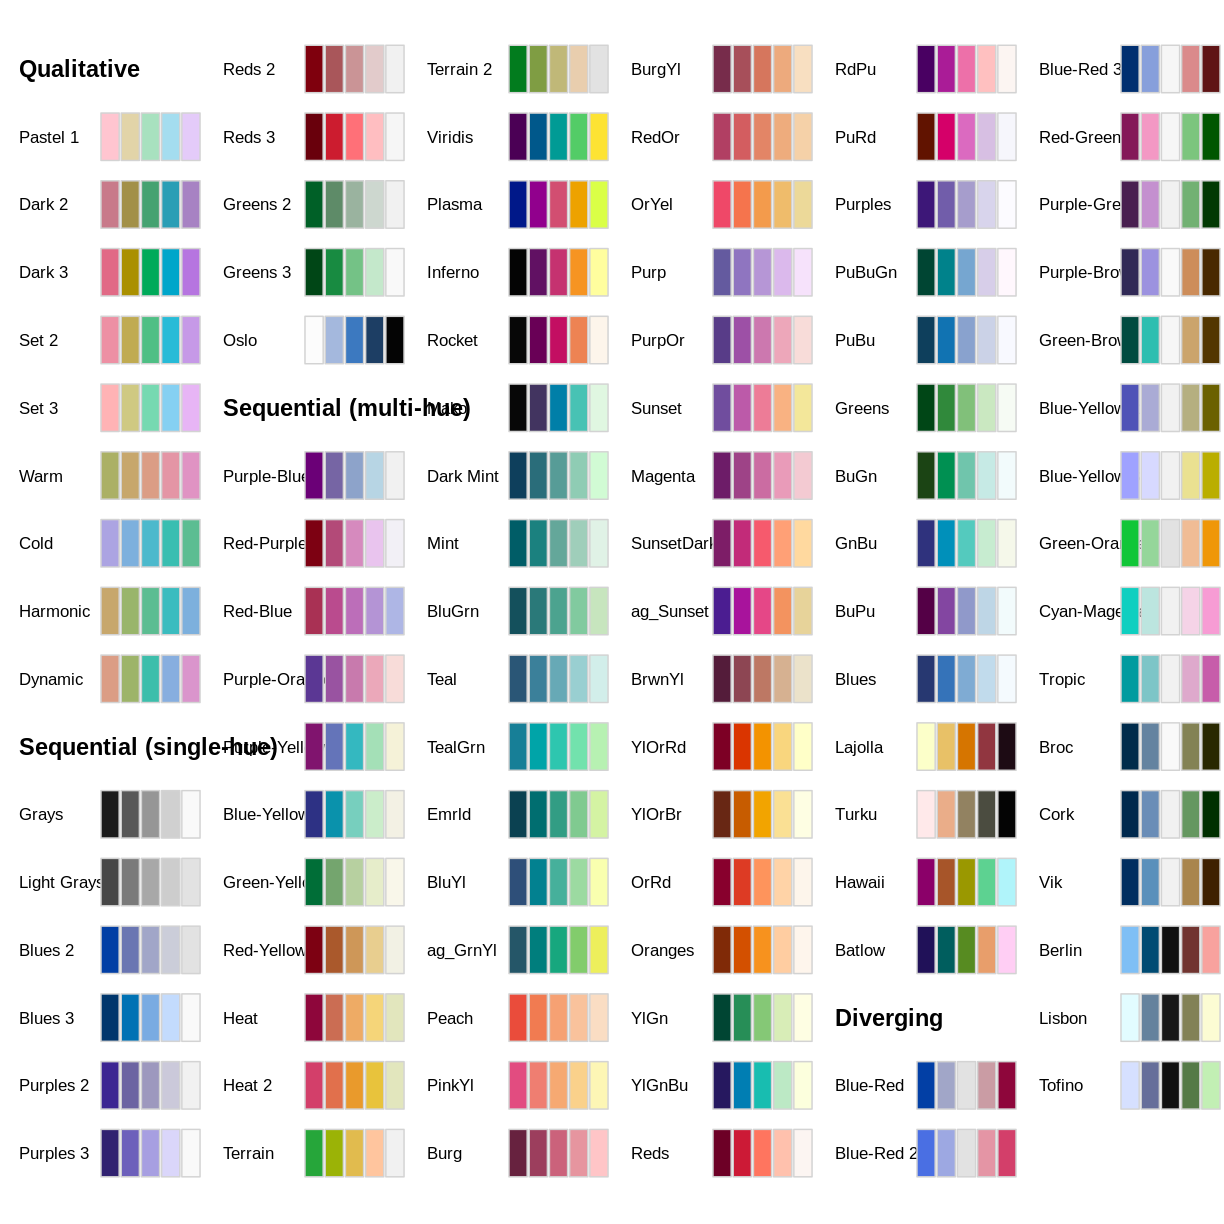 Qualitative
Pastel 1
Dark 2
Dark 3
Set 2
Set 3
Warm
Cold
Harmonic
Dynamic
Sequential (single-hue)
Grays
Light Grays
Blues 2
Blues 3
Purples 2
Purples 3
Reds 2
Reds 3
Greens 2
Greens 3
Oslo
Sequential (multi-hue)
Purple-Blue
Red-Purple
Red-Blue
Purple-Ora
Purple-Yell
Blue-Yellow
Green-Yello
Red-Yellow
Heat
Heat 2
Terrain
Terrain 2
Viridis
Plasma
Inferno
Rocket
Mako
Dark Mint
Mint
BluGrn
Teal
TealGrn
Emrld
BluYl
ag_GrnYl
Peach
PinkYl
Burg
BurgYl
RedOr
OrYel
Purp
PurpOr
Sunset
Magenta
SunsetDark
ag_Sunset
BrwnYl
YlOrRd
YlOrBr
OrRd
Oranges
YlGn
YlGnBu
Reds
RdPu
PuRd
Purples
PuBuGn
PuBu
Greens
BuGn
GnBu
BuPu
Blues
Lajolla
Turku
Hawaii
Batlow
Diverging
Blue-Red
Blue-Red 2
Blue-Red 3
Red-Green
Purple-Gre
Purple-Brow
Green-Brow
Blue-Yellow
Blue-Yellow
Green-Oran
Cyan-Mage
Tropic
Broc
Cork
Vik
Berlin
Lisbon
Tofino